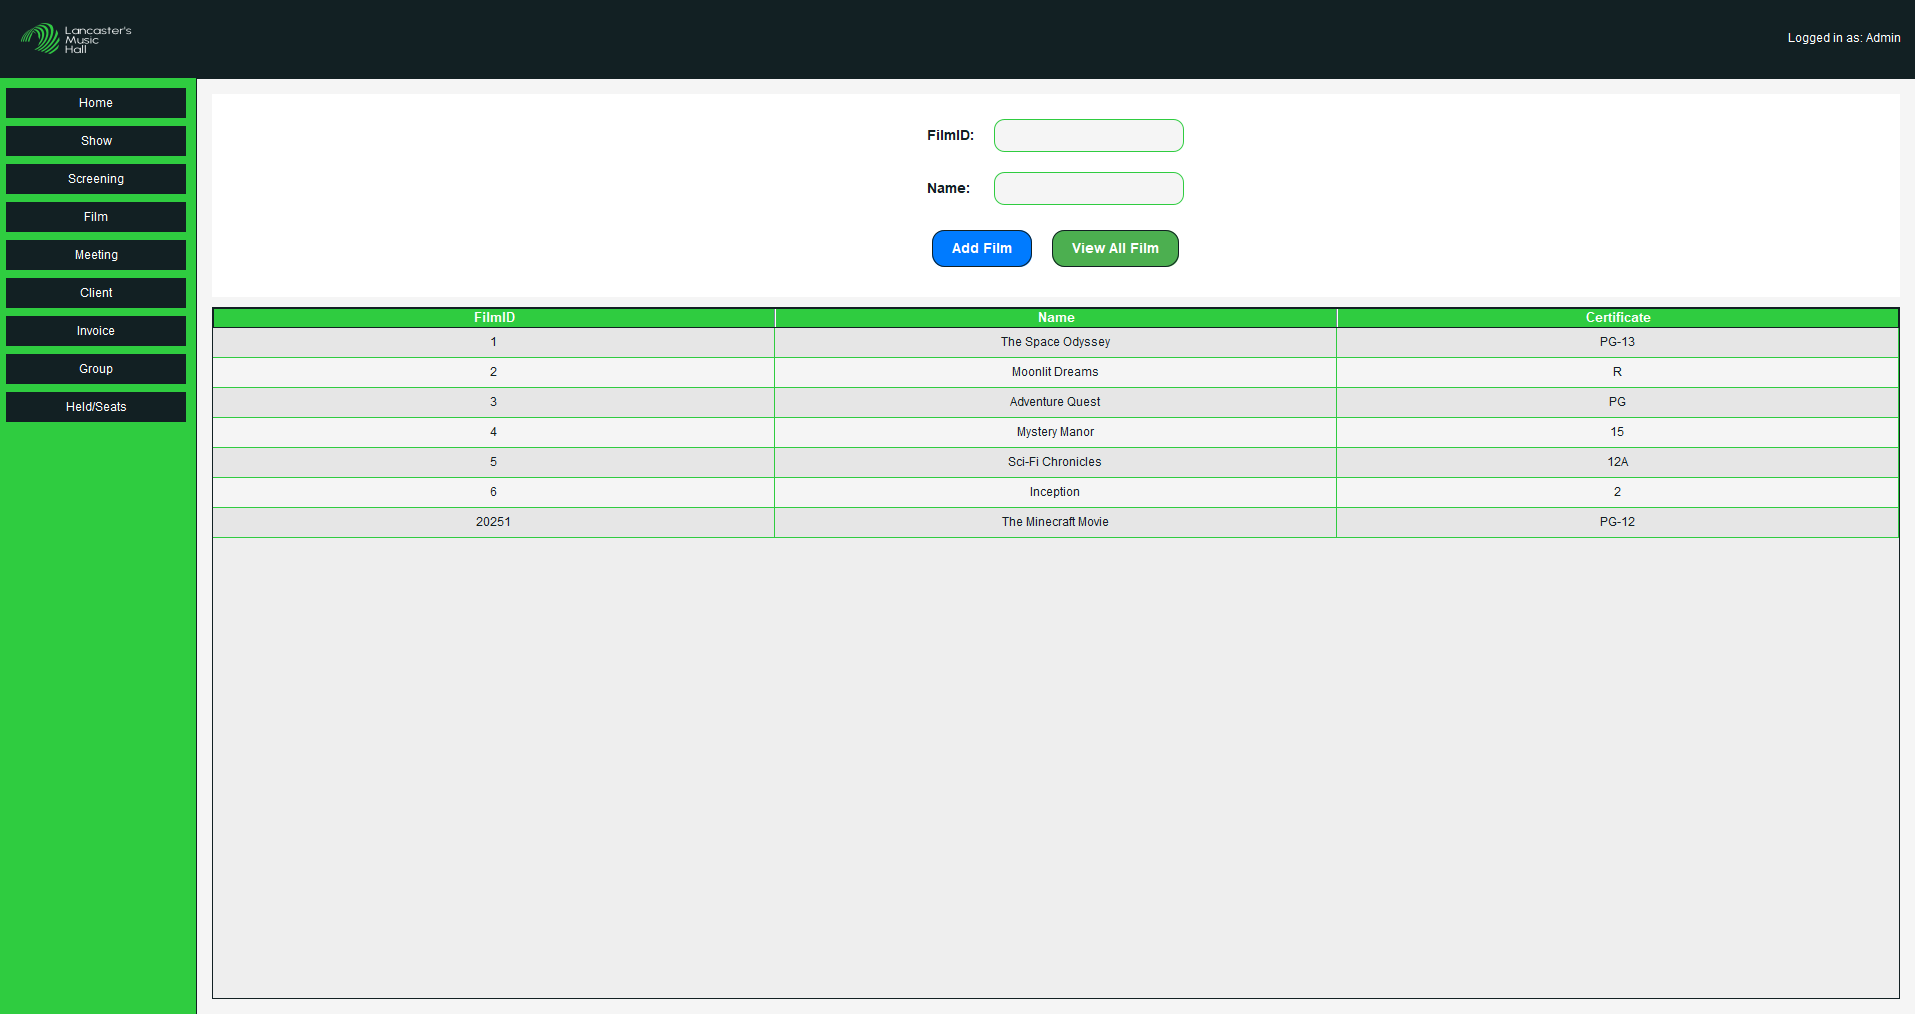 Lancaster's
Music
Hall
Logged in as: Admin
Home
Show
Screening
Film
Meeting
Client
Invoice
Group
Held/Seats
FilmID:
Name:
Add Film View All Film
FilmID Name Certificate
1 The Space Odyssey PG-13
2 Moonlit Dreams R
3 Adventure Quest PG
4 Mystery Manor 15
5 Sci-Fi Chronicles 12A
6 Inception 2
20251 The Minecraft Movie PG-12